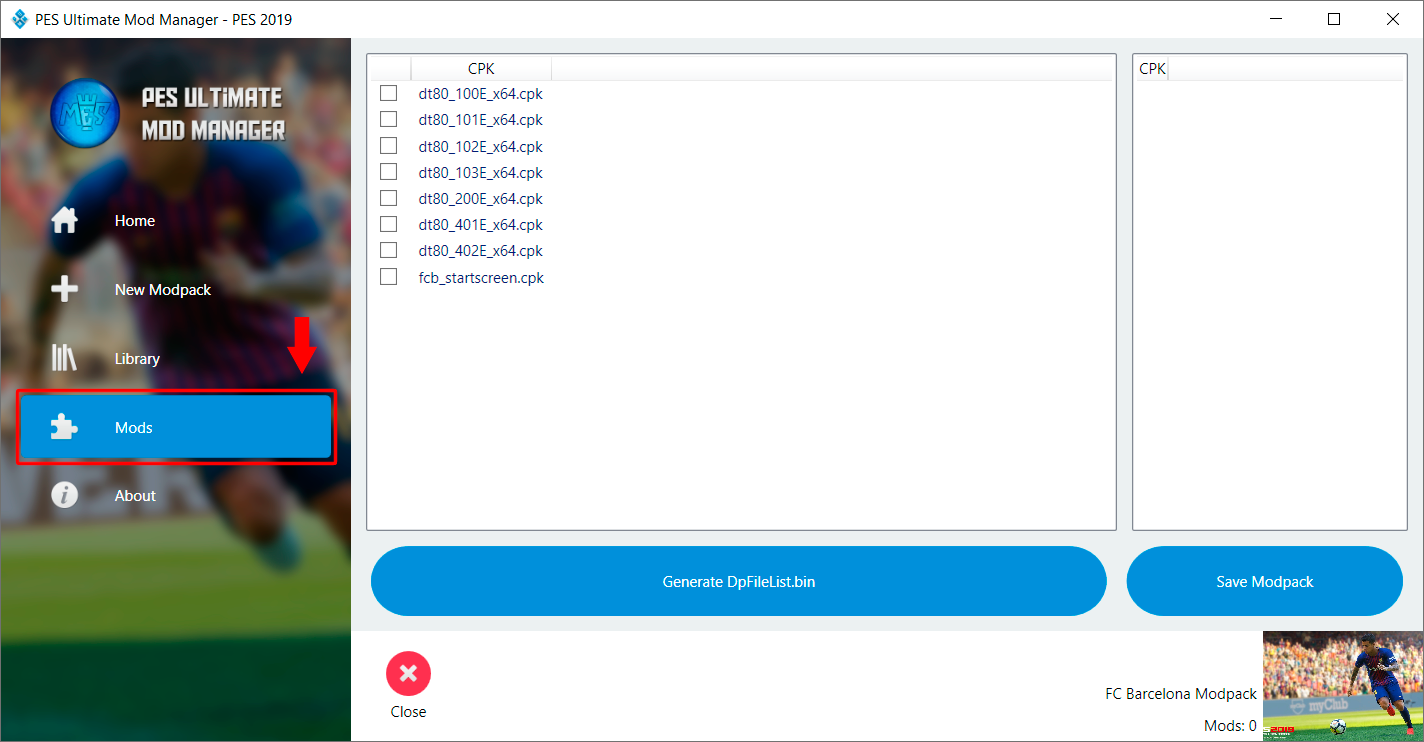 PES Ultimate Mod Manager - PES 2019
PES ULTIMATE
MOD MANAGER
Home
New Modpack
Library
Mods
About
CPK
dt80_100E_x64.cpk
dt80_101E_x64.cpk
dt80_102E_x64.cpk
dt80_103E_x64.cpk
dt80_200E_x64.cpk
dt80_401E_x64.cpk
dt80_402E_x64.cpk
fcb_startscreen.cpk
CPK
Generate DpFileList.bin
Save Modpack
Close
FC Barcelona Modpack
Mods: 0
myClub